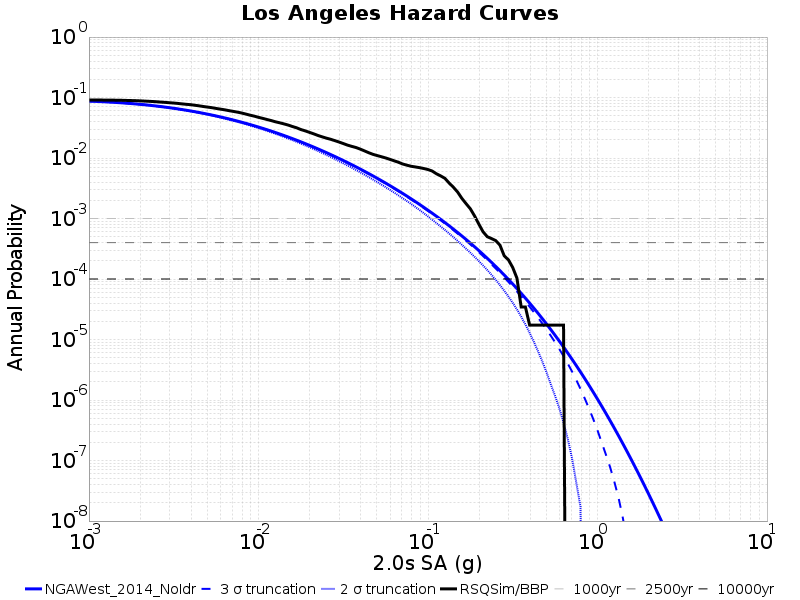 Los Angeles Hazard Curves
10^0
10^-1
10^-2
10^-3
10^-4
10^-5
10^-6
10^-7
10^-8
Annual Probability
10^-3 10^-2 10^-1 10^0 10^1
2.0s SA (g)
NGAWest_2014_NoIdr 3 σ truncation 2 σ truncation RSQSim/BBP 1000yr 2500yr 10000yr